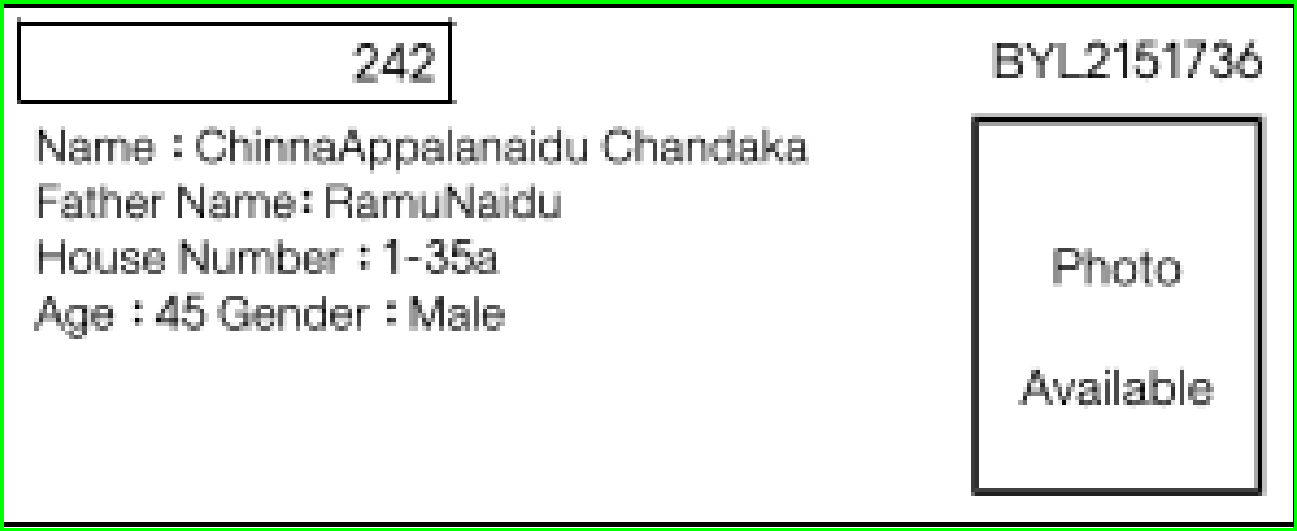 242
BYL2151736
Name : ChinnaAppalanaidu Chandaka
Father Name: RamuNaidu
House Number : 1-35a
Age : 45 Gender : Male
Photo
Available